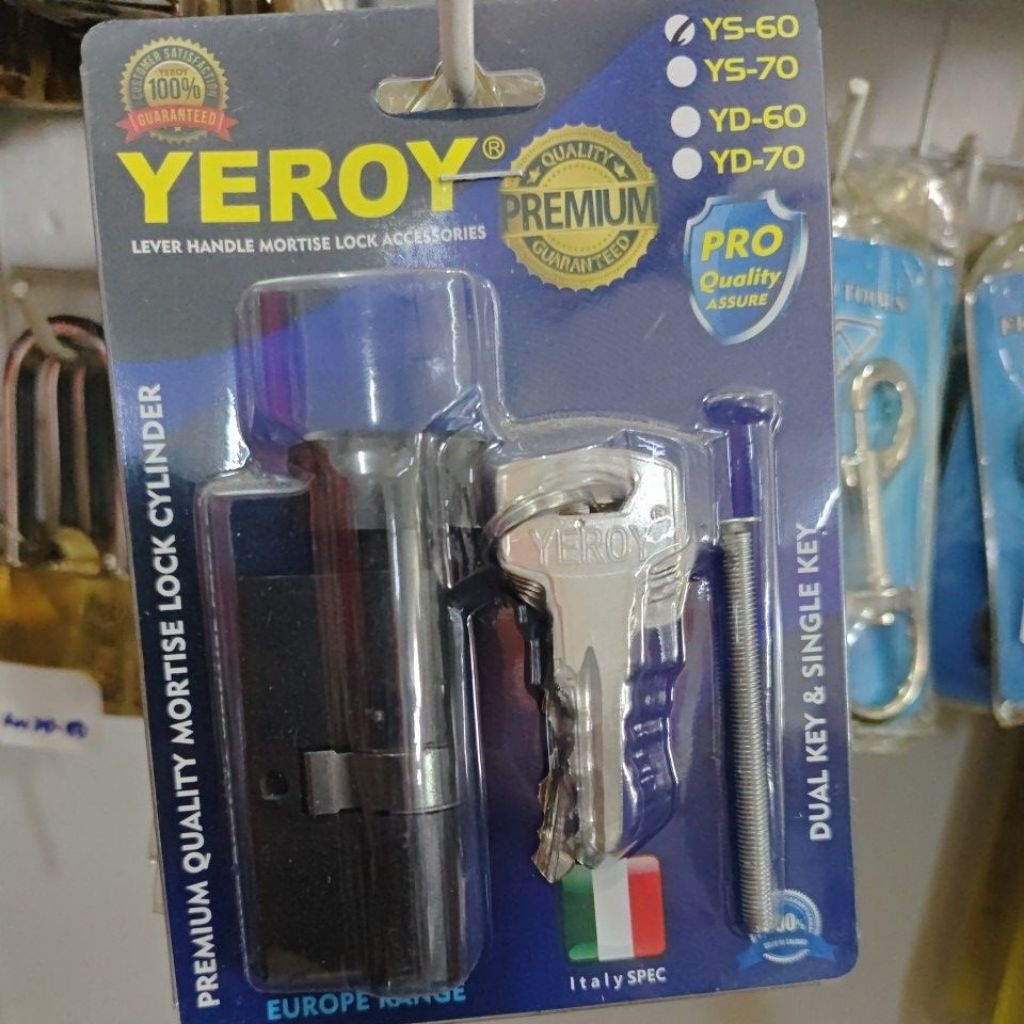 CUSTOMER SATISFACTION
YEROY
100%
GUARANTEED
YS-60
YS-70
YD-60
YD-70
YEROY®
LEVER HANDLE MORTISE LOCK ACCESSORIES
QUALITY
PREMIUM
GUARANTEED
PRO
Quality
ASSURE
PREMIUM QUALITY MORTISE LOCK CYLINDER
YEROY
DUAL KEY & SINGLE KEY
Italy SPEC
EUROPE RANGE